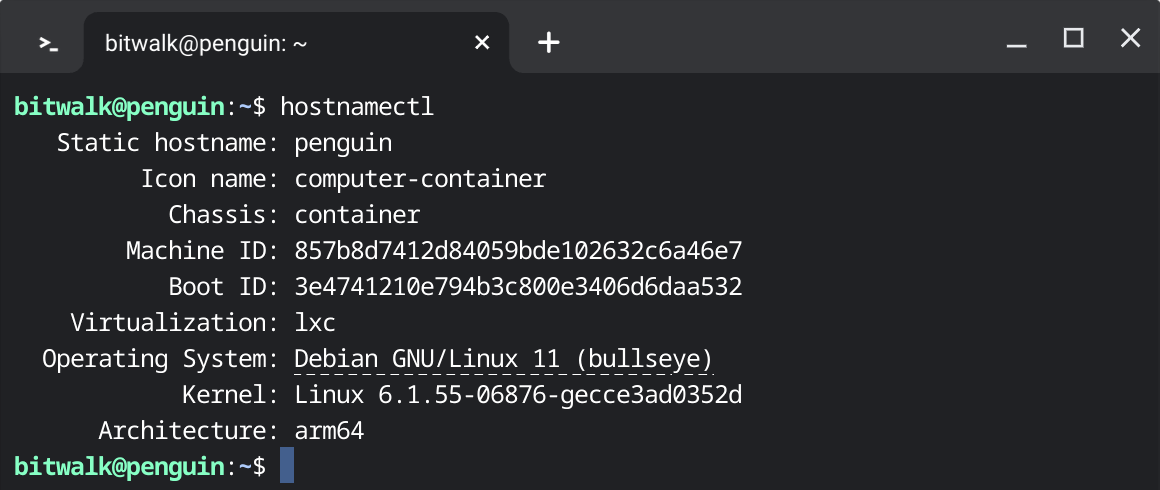 bitwalk@penguin: ~
bitwalk@penguin:~$ hostnamectl
Static hostname: penguin
Icon name: computer-container
Chassis: container
Machine ID: 857b8d7412d84059bde102632c6a46e7
Boot ID: 3e4741210e794b3c800e3406d6daa532
Virtualization: lxc
Operating System: Debian GNU/Linux 11 (bullseye)
Kernel: Linux 6.1.55-06876-gecce3ad0352d
Architecture: arm64
bitwalk@penguin:~$